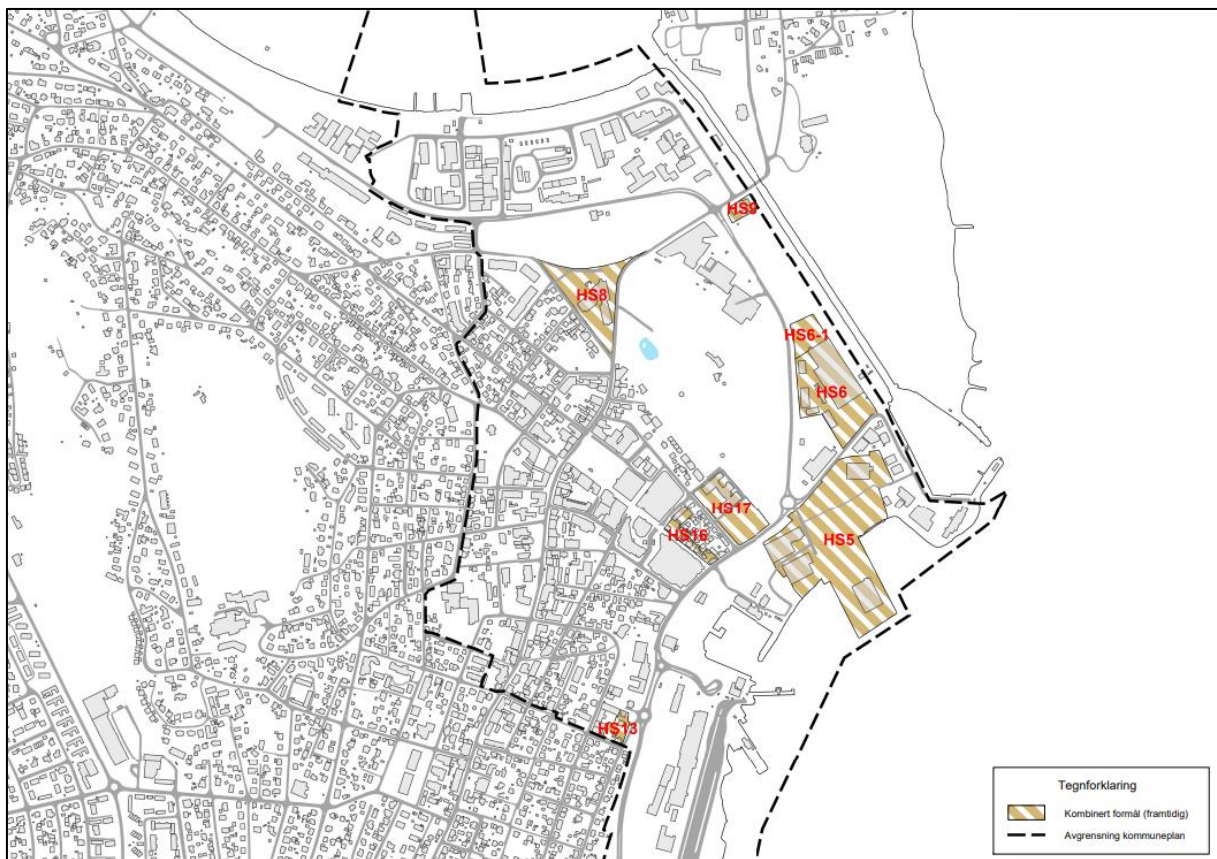 HS9
HS8
HS6-1
HS6
HS17
HS16
HS5
HS13
Tegnforklaring
Kombinert formål (framtidig)
Avgrensning kommuneplan